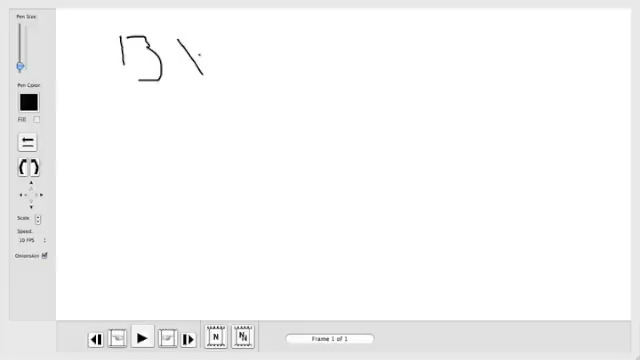 Pen Size:
Pen Color:
Fill
Scale:
Speed:
10 FPS
Onionskin
N
N N
Frame 1 of 1